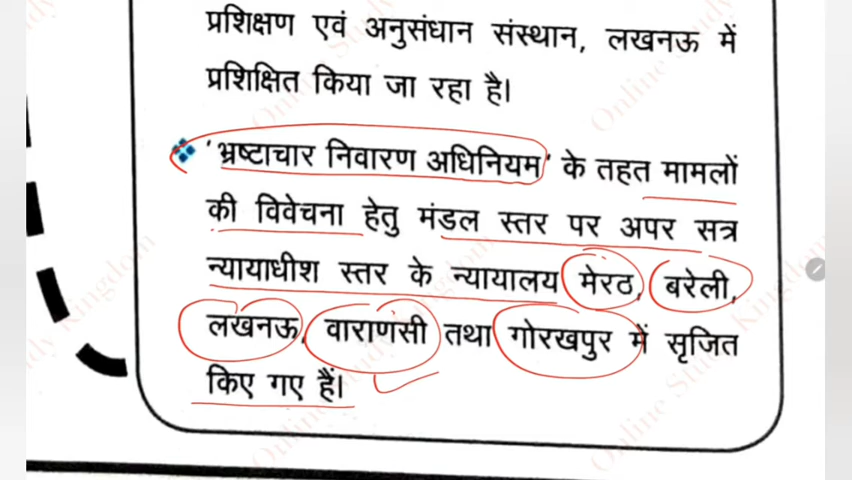 प्रशिक्षण एवं अनुसंधान संस्थान, लखनऊ में
प्रशिक्षित किया जा रहा है।
❖ 'भ्रष्टाचार निवारण अधिनियम' के तहत मामलों
की विवेचना हेतु मंडल स्तर पर अपर सत्र
न्यायाधीश स्तर के न्यायालय मेरठ, बरेली,
लखनऊ, वाराणसी तथा गोरखपुर में सृजित
किए गए हैं।